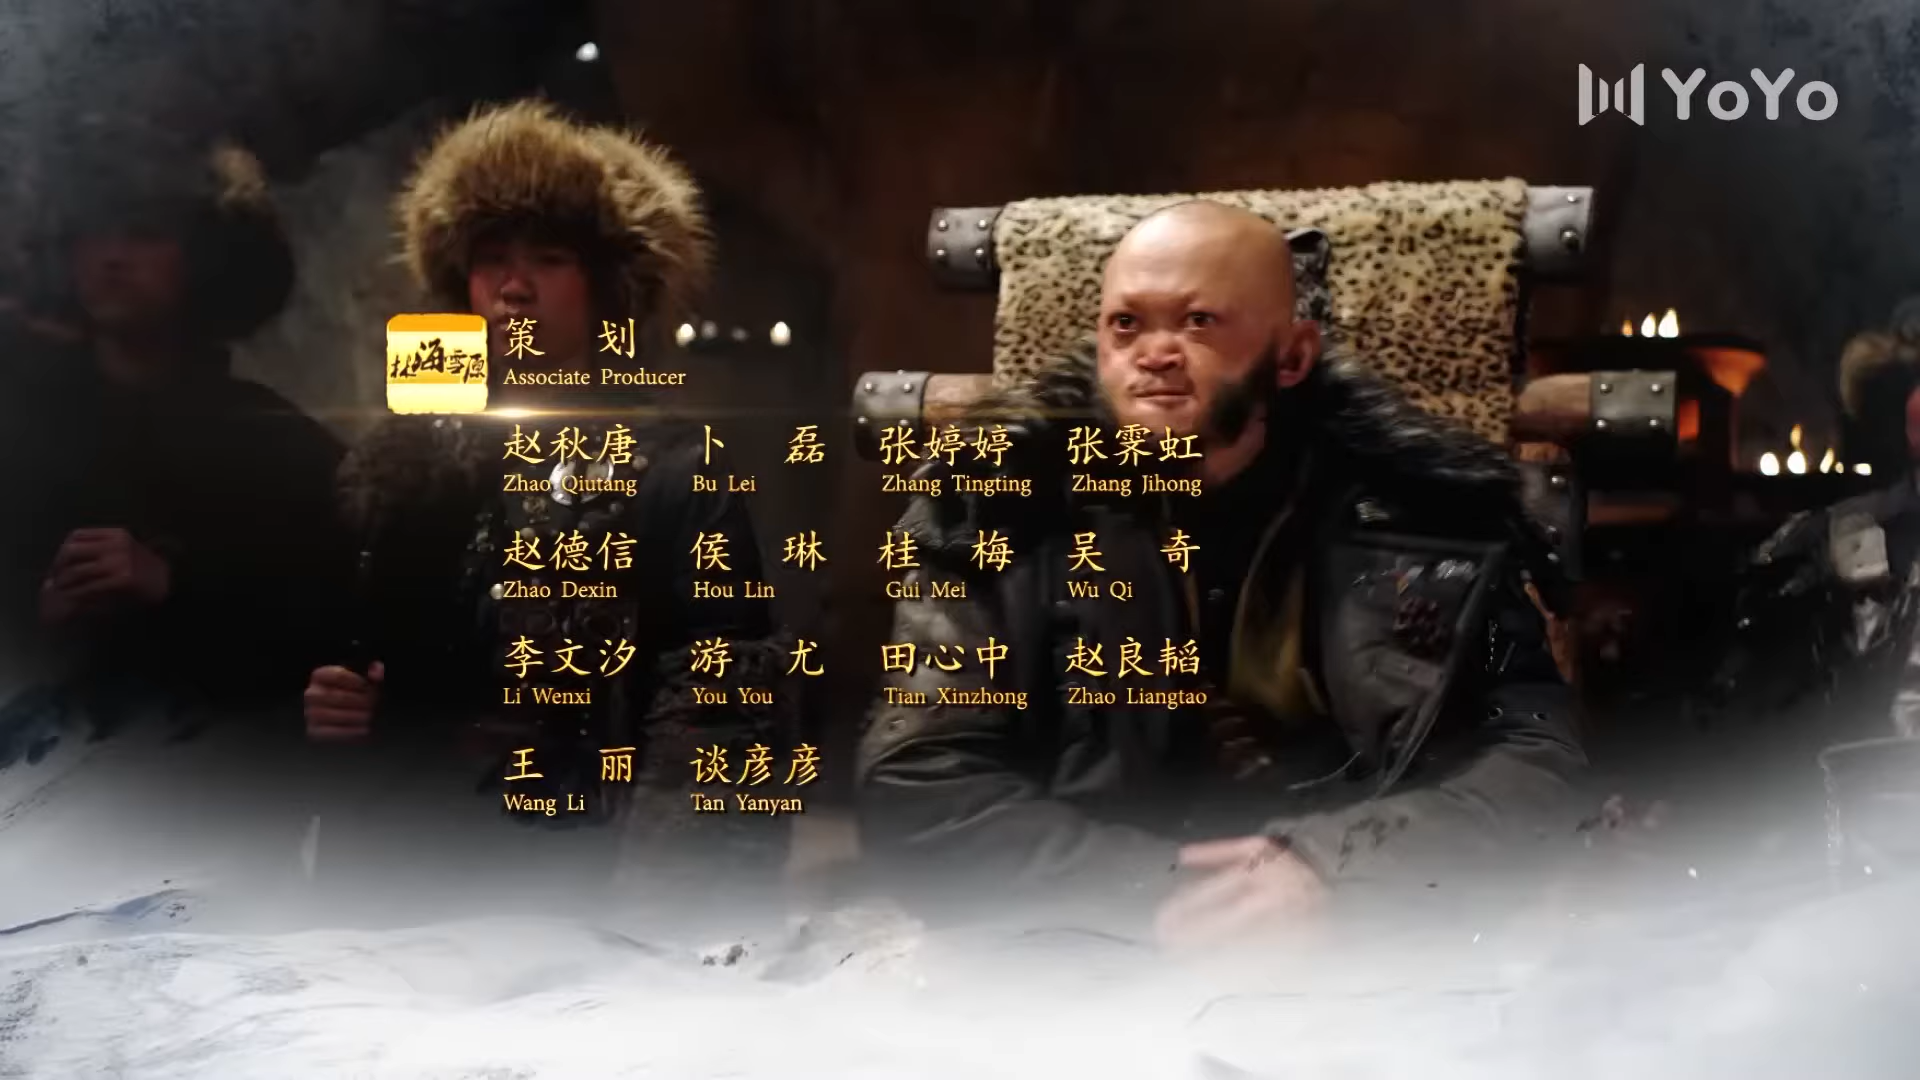 YoYo
林海雪原
策 划
Associate Producer
赵秋唐 卜 磊 张婷婷 张霁虹
Zhao Qiutang Bu Lei Zhang Tingting Zhang Jihong
赵德信 侯 琳 桂 梅 吴 奇
Zhao Dexin Hou Lin Gui Mei Wu Qi
李文汐 游 尤 田心中 赵良韬
Li Wenxi You You Tian Xinzhong Zhao Liangtao
王 丽 谈彦彦
Wang Li Tan Yanyan